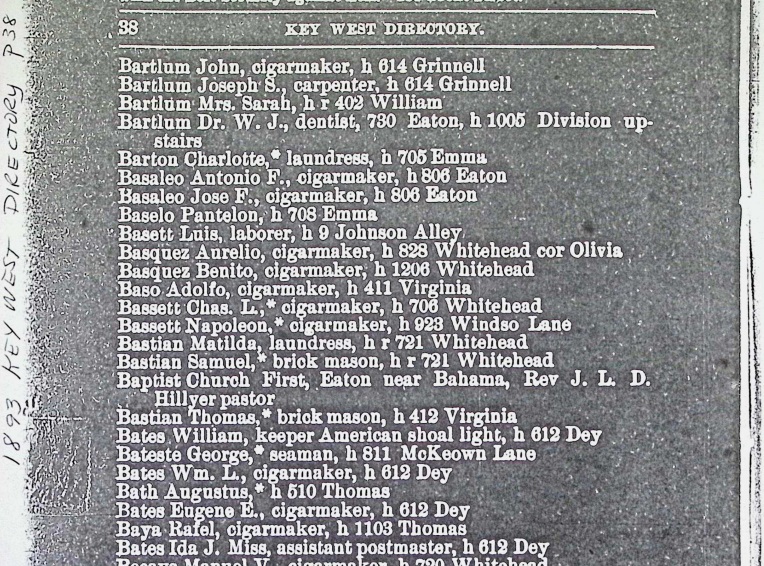 38 KEY WEST DIRECTORY.
Bartlum John, cigarmaker, h 614 Grinnell
Bartlum Joseph S., carpenter, h 614 Grinnell
Bartlum Mrs. Sarah, h r 402 William
Bartlum Dr. W. J., dentist, 730 Eaton, h 1005 Division up-
stairs
Barton Charlotte,* laundress, h 705 Emma
Basaleo Antonio F., cigarmaker, h 806 Eaton
Basaleo Jose F., cigarmaker, h 806 Eaton
Baselo Pantelon, h 708 Emma
Basett Luis, laborer, h 9 Johnson Alley
Basquez Aurelio, cigarmaker, h 828 Whitehead cor Olivia
Basquez Benito, cigarmaker, h 1206 Whitehead
Baso Adolfo, cigarmaker, h 411 Virginia
Bassett Chas. L.,* cigarmaker, h 706 Whitehead
Bassett Napoleon,* cigarmaker, h 923 Windso Lane
Bastian Matilda, laundress, h r 721 Whitehead
Bastian Samuel,* brick mason, h r 721 Whitehead
Baptist Church First, Eaton near Bahama, Rev J. L. D.
Hillyer pastor
Bastian Thomas,* brick mason, h 412 Virginia
Bates William, keeper American shoal light, h 612 Dey
Bateste George,* seaman, h 811 McKeown Lane
Bates Wm. L., cigarmaker, h 612 Dey
Bath Augustus,* h 510 Thomas
Bates Eugene E., cigarmaker, h 612 Dey
Baya Rafel, cigarmaker, h 1103 Thomas
Bates Ida J. Miss, assistant postmaster, h 612 Dey
Manuel V., cigarmaker, h 720 Whitehead
1893 KEY WEST DIRECTORY P38